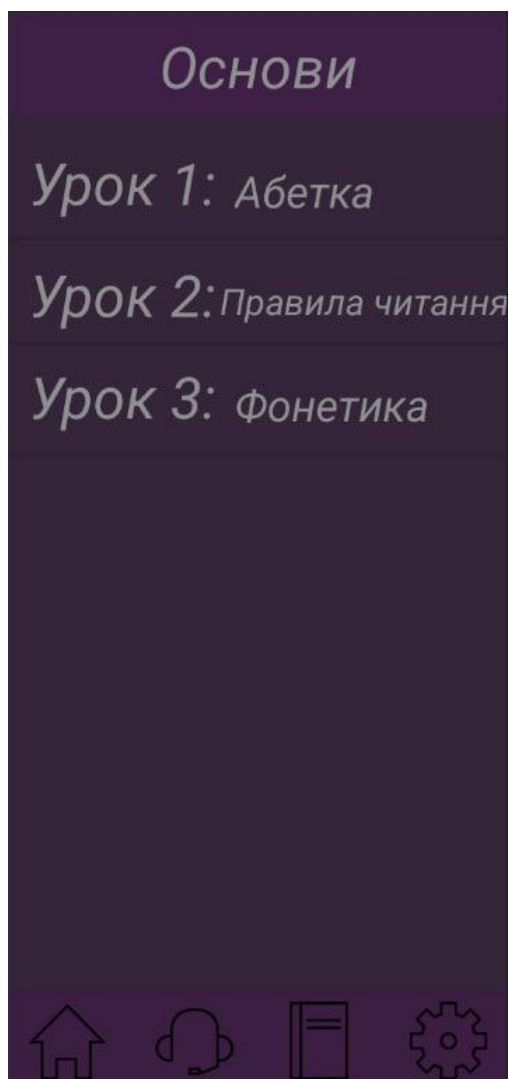 Основи
Урок 1: Абетка
Урок 2: Правила читання
Урок 3: Фонетика